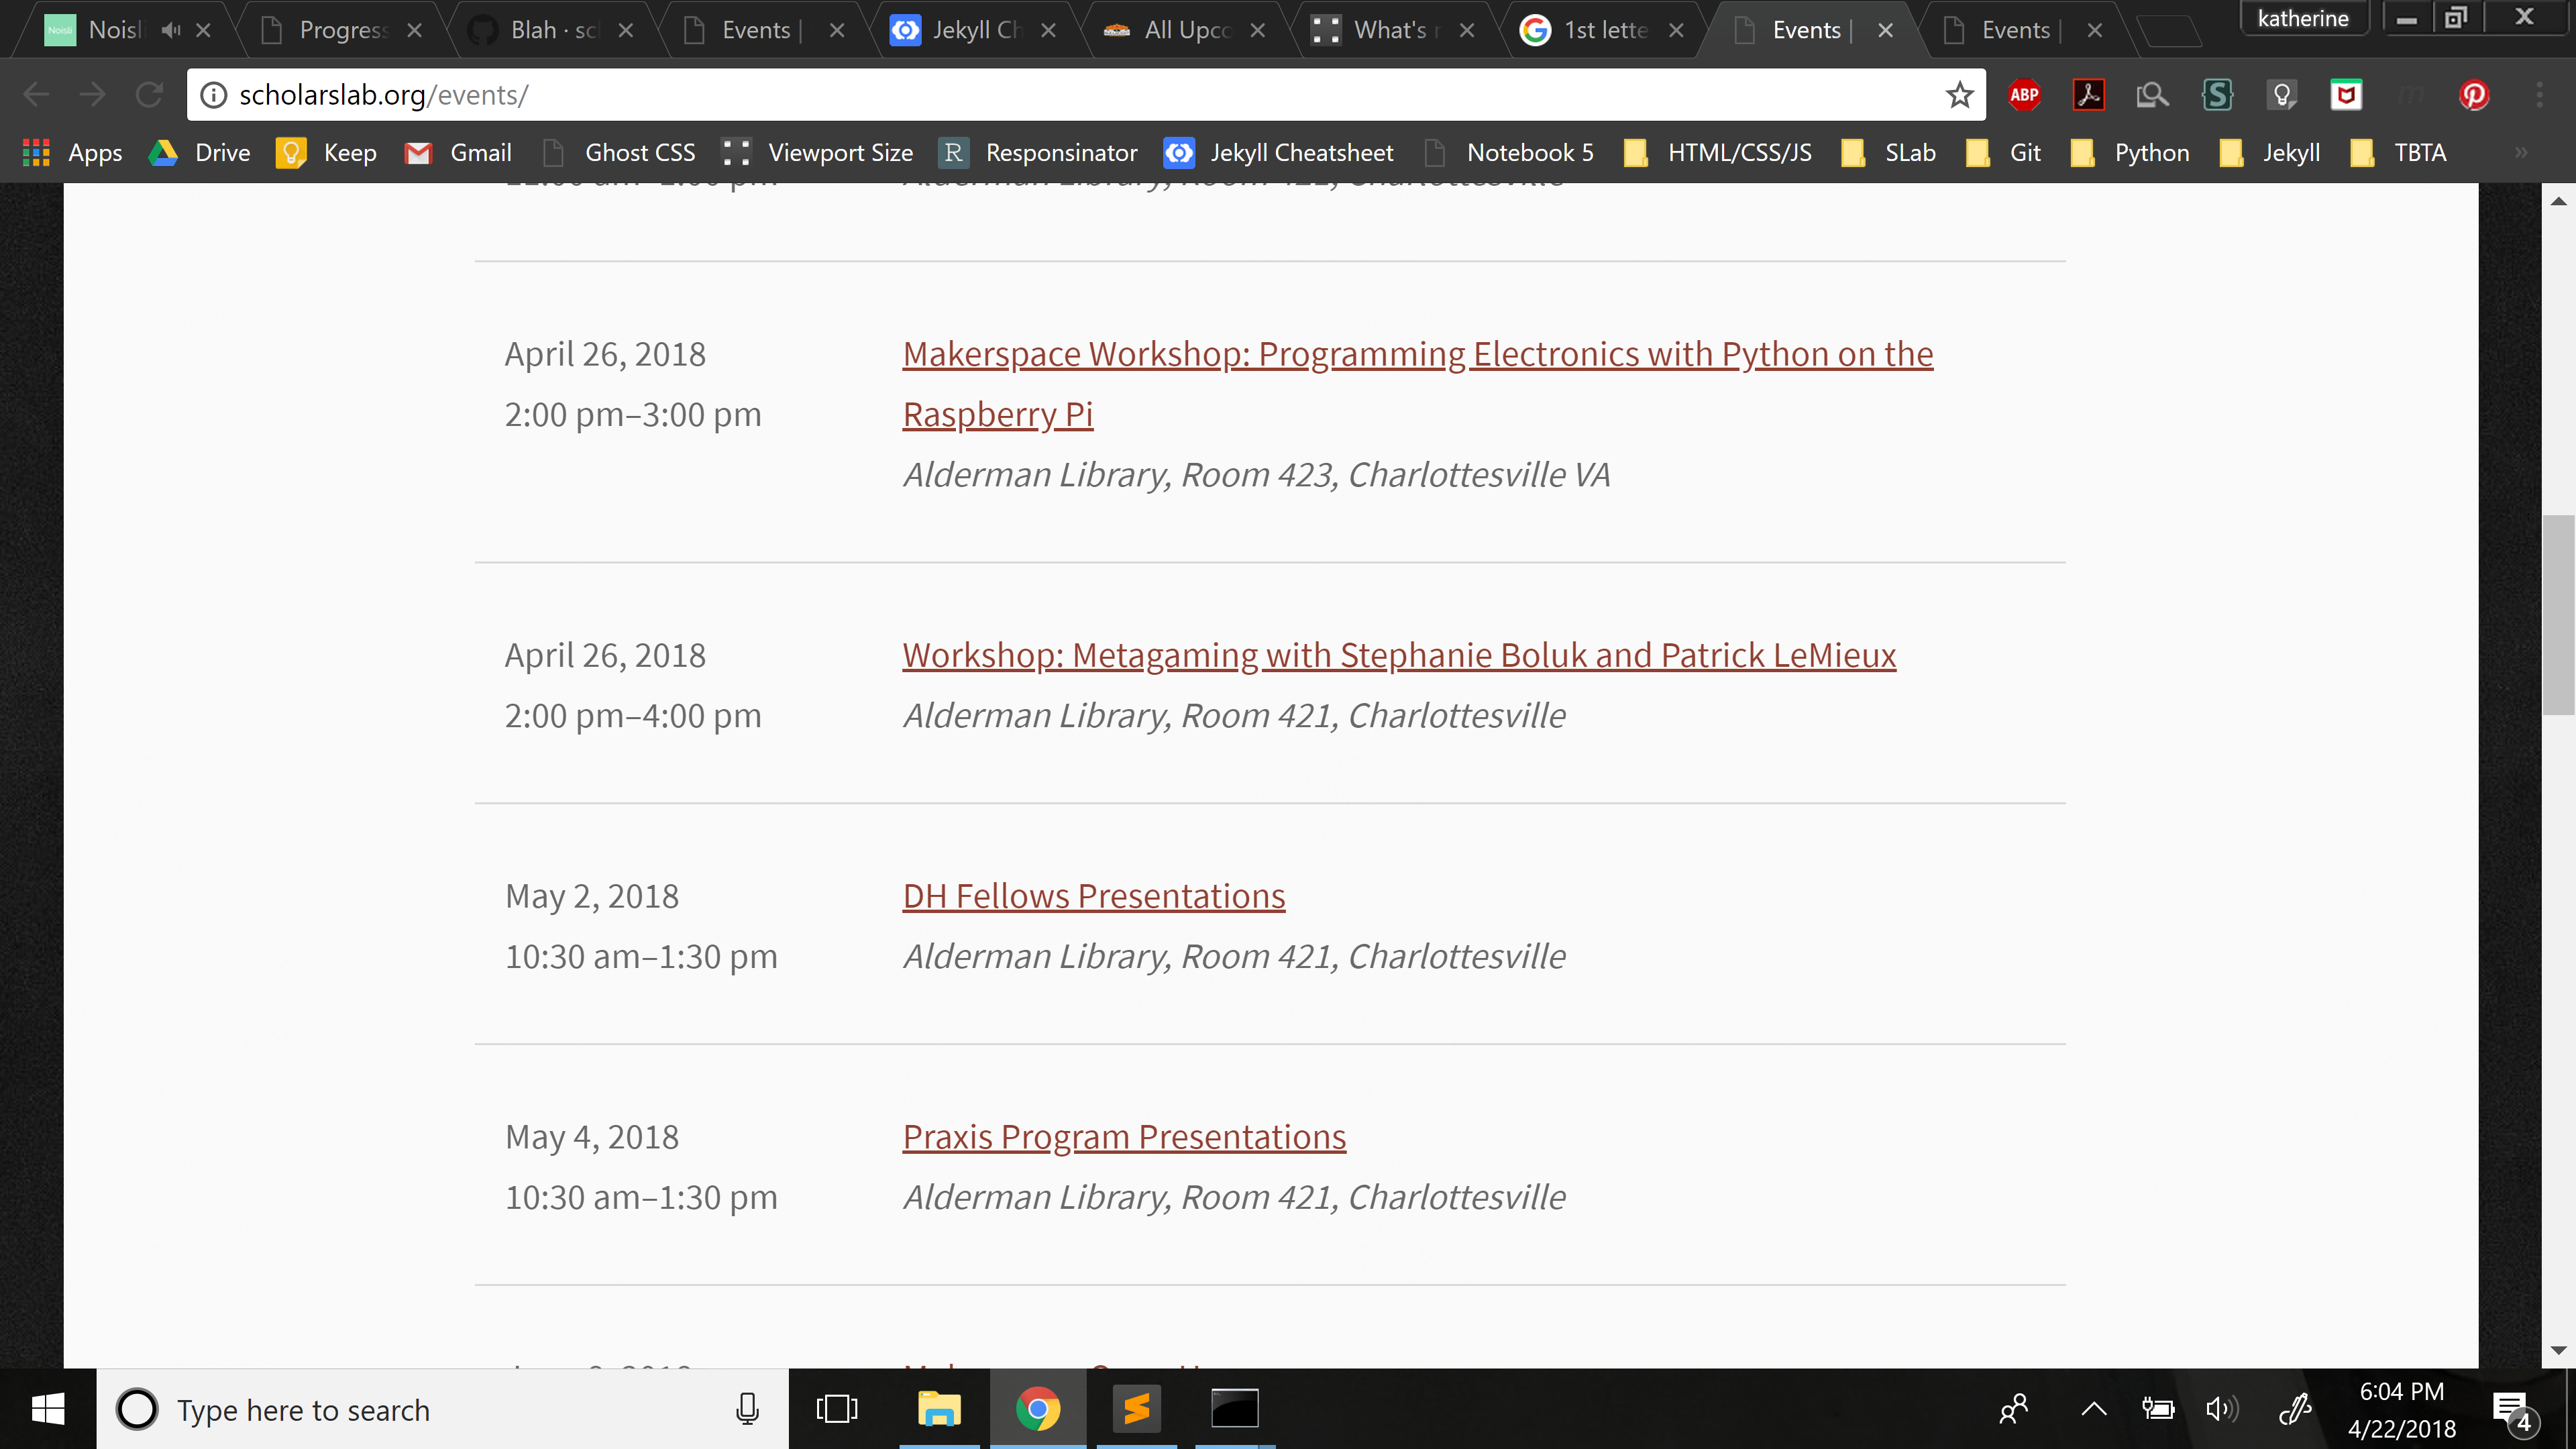 Noisli
Progress
Blah · sc
Events |
Jekyll Ch
All Upco
What's r
1st lette
Events |
Events |
katherine
scholarslab.org/events/
ABP
Apps
Drive
Keep
Gmail
Ghost CSS
Viewport Size
R
Responsinator
Jekyll Cheatsheet
Notebook 5
HTML/CSS/JS
SLab
Git
Python
Jekyll
TBTA
»
April 26, 2018
2:00 pm–3:00 pm
Makerspace Workshop: Programming Electronics with Python on the
Raspberry Pi
Alderman Library, Room 423, Charlottesville VA
April 26, 2018
2:00 pm–4:00 pm
Workshop: Metagaming with Stephanie Boluk and Patrick LeMieux
Alderman Library, Room 421, Charlottesville
May 2, 2018
10:30 am–1:30 pm
DH Fellows Presentations
Alderman Library, Room 421, Charlottesville
May 4, 2018
10:30 am–1:30 pm
Praxis Program Presentations
Alderman Library, Room 421, Charlottesville
Type here to search
6:04 PM
4/22/2018
4